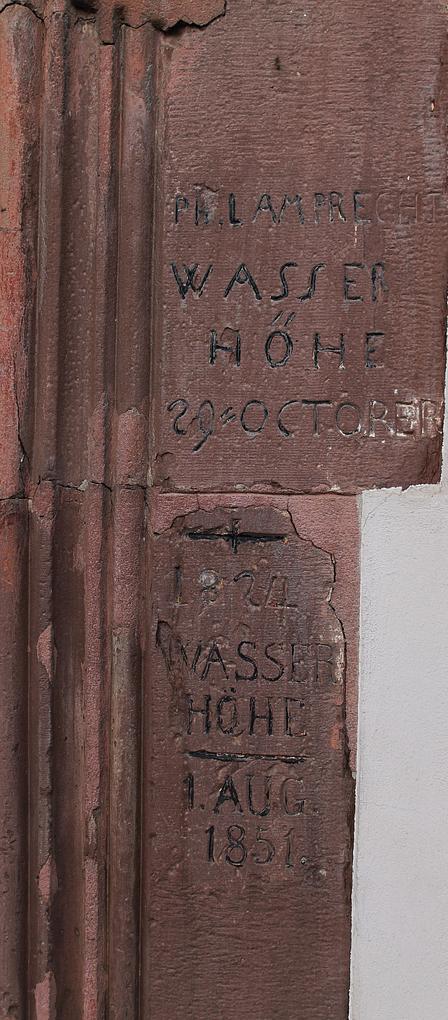 PH. LAMPRECHT
WASSER
HÖHE
29 OCTOBER
1824
WASSER
HÖHE
1. AUG.
1851.